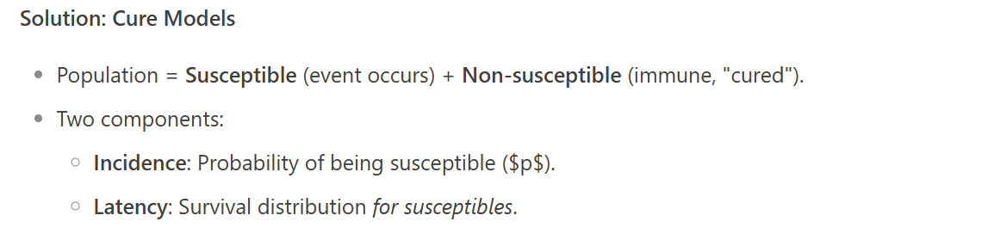 Solution: Cure Models
Population = Susceptible (event occurs) + Non-susceptible (immune, "cured").
Two components:
Incidence: Probability of being susceptible ($p$).
Latency: Survival distribution for susceptibles.